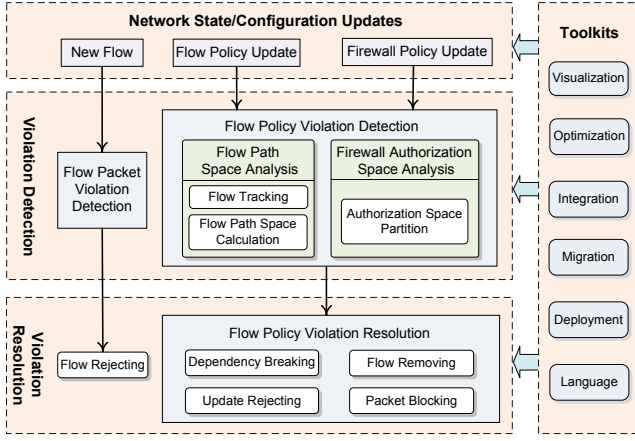 Network State/Configuration Updates
New Flow
Flow Policy Update
Firewall Policy Update
Violation Detection
Flow Packet
Violation
Detection
Flow Policy Violation Detection
Flow Path
Space Analysis
Flow Tracking
Flow Path Space
Calculation
Firewall Authorization
Space Analysis
Authorization Space
Partition
Violation
Resolution
Flow Rejecting
Flow Policy Violation Resolution
Dependency Breaking
Flow Removing
Update Rejecting
Packet Blocking
Toolkits
Visualization
Optimization
Integration
Migration
Deployment
Language